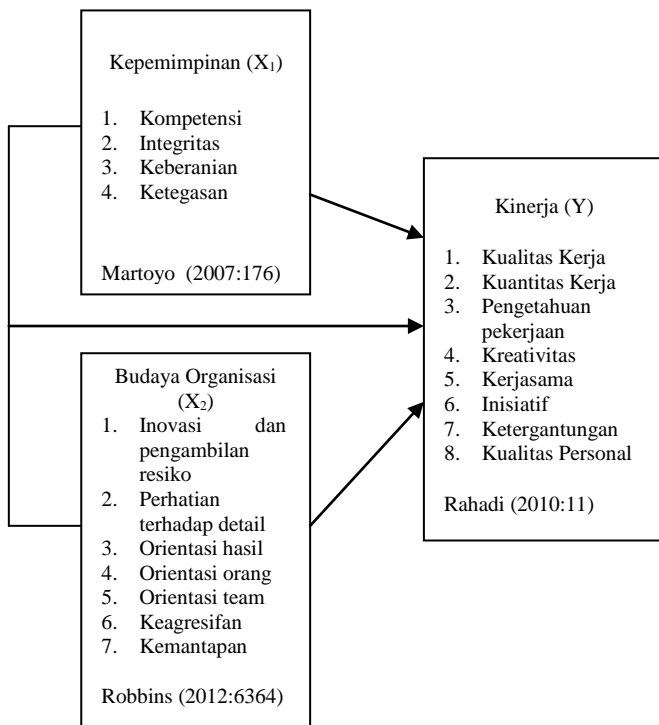 Kepemimpinan (X₁)
1. Kompetensi
2. Integritas
3. Keberanian
4. Ketegasan
Martoyo (2007:176)
Budaya Organisasi
(X₂)
1. Inovasi dan
pengambilan
resiko
2. Perhatian
terhadap detail
3. Orientasi hasil
4. Orientasi orang
5. Orientasi team
6. Keagresifan
7. Kemantapan
Robbins (2012:6364)
Kinerja (Y)
1. Kualitas Kerja
2. Kuantitas Kerja
3. Pengetahuan
pekerjaan
4. Kreativitas
5. Kerjasama
6. Inisiatif
7. Ketergantungan
8. Kualitas Personal
Rahadi (2010:11)